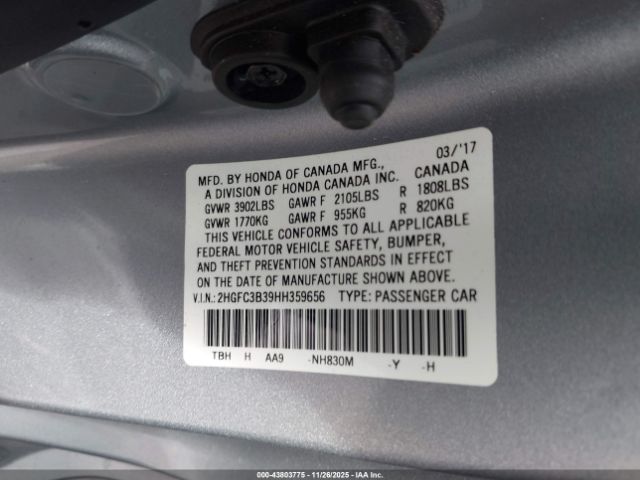 MFD. BY HONDA OF CANADA MFG., 03/'17
A DIVISION OF HONDA CANADA INC. CANADA
GVWR 3902LBS GAWR F 2105LBS R 1808LBS
GVWR 1770KG GAWR F 955KG R 820KG
THIS VEHICLE CONFORMS TO ALL APPLICABLE
FEDERAL MOTOR VEHICLE SAFETY, BUMPER,
AND THEFT PREVENTION STANDARDS IN EFFECT
ON THE DATE OF MANUFACTURE SHOWN ABOVE.
V.I.N.: 2HGFC3B39HH359656 TYPE: PASSENGER CAR
TBH H AA9 -NH830M -Y -H
000-43803775 - 11/26/2025 - IAAI.CA